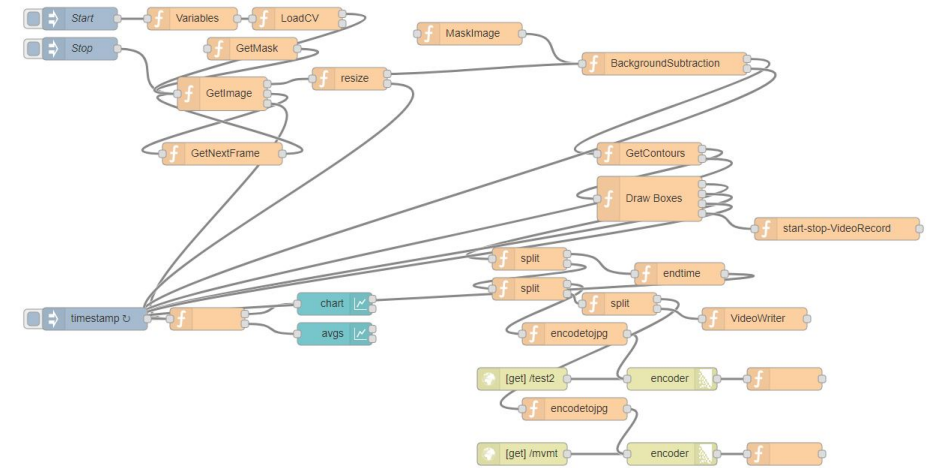 Start
Variables
LoadCV
MaskImage
Stop
GetMask
BackgroundSubtraction
resize
GetImage
GetNextFrame
GetContours
Draw Boxes
start-stop-VideoRecord
split
endtime
split
chart
split
timestamp ↻
VideoWriter
avgs
encodetojpg
[get] /test2
encoder
encodetojpg
[get] /mvmt
encoder